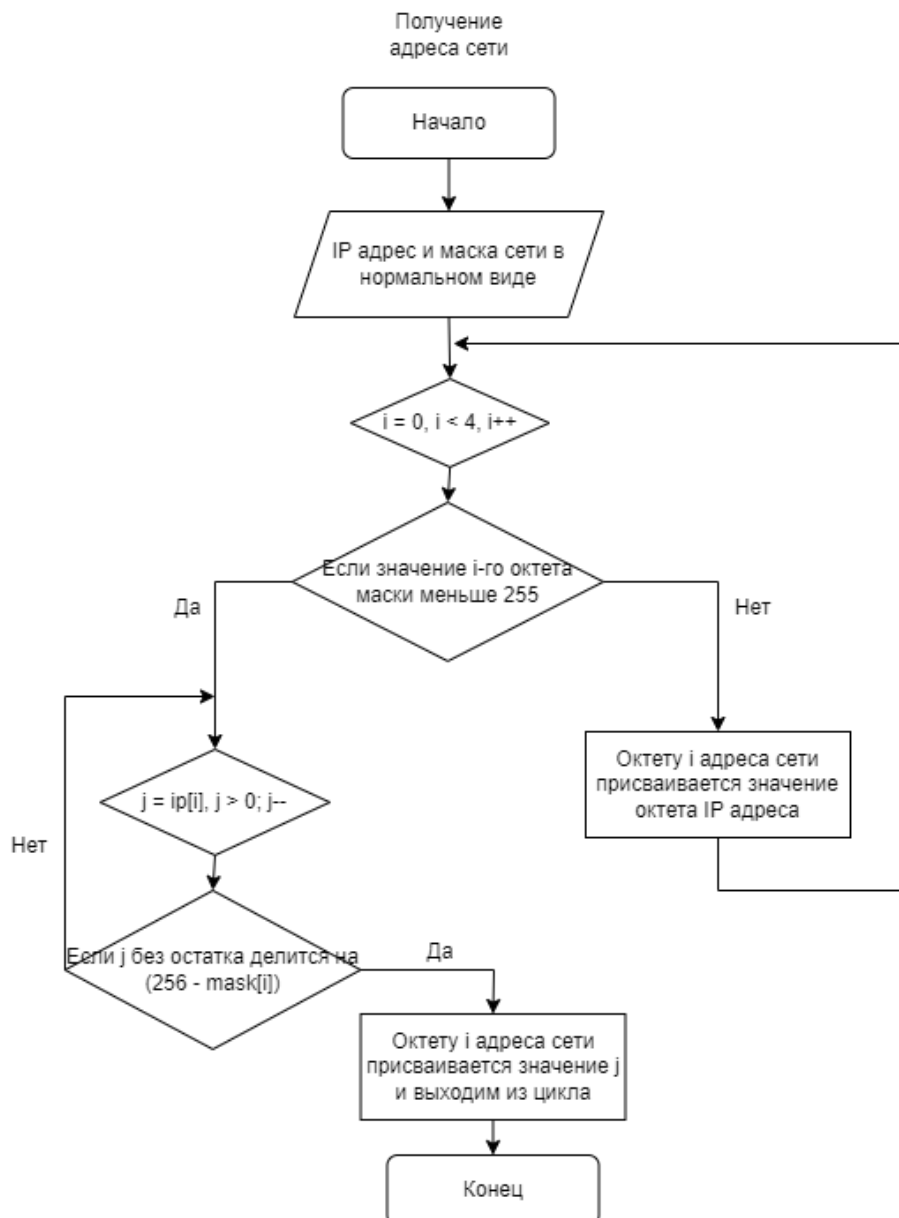 Получение
адреса сети
Начало
IP адрес и маска сети в
нормальном виде
i = 0, i < 4, i++
Если значение i-го октета
маски меньше 255
Да
Нет
Октету i адреса сети
присваивается значение
октета IP адреса
j = ip[i], j > 0; j--
Нет
Если j без остатка делится на
(256 - mask[i])
Да
Октету i адреса сети
присваивается значение j
и выходим из цикла
Конец